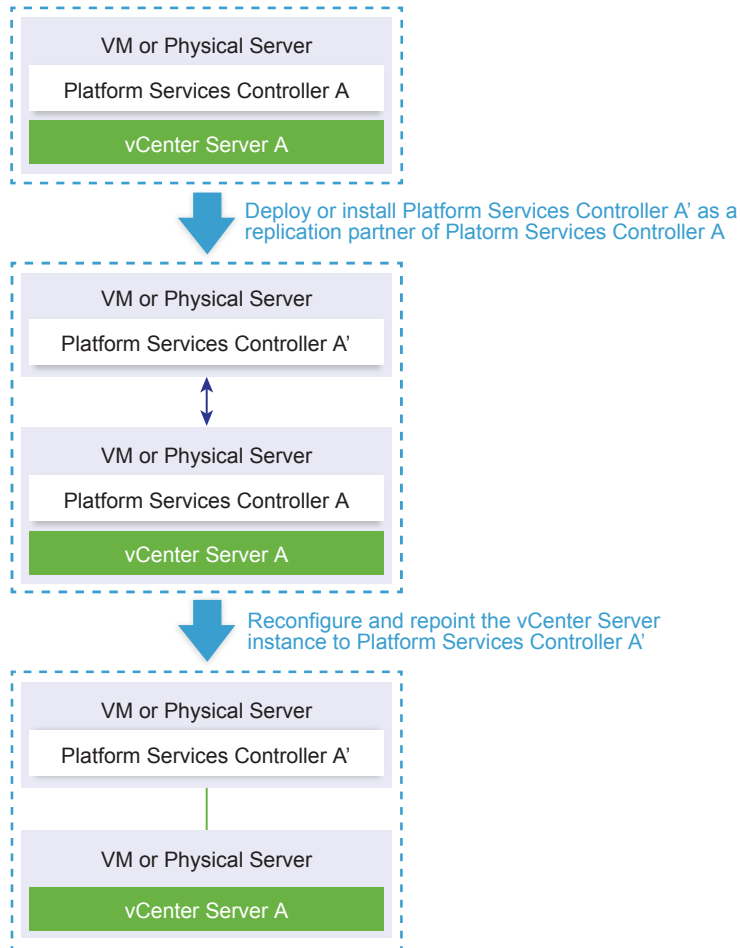 VM or Physical Server
Platform Services Controller A
vCenter Server A
Deploy or install Platform Services Controller A’ as a
replication partner of Platorm Services Controller A
VM or Physical Server
Platform Services Controller A’
VM or Physical Server
Platform Services Controller A
vCenter Server A
Reconfigure and repoint the vCenter Server
instance to Platform Services Controller A’
VM or Physical Server
Platform Services Controller A’
VM or Physical Server
vCenter Server A